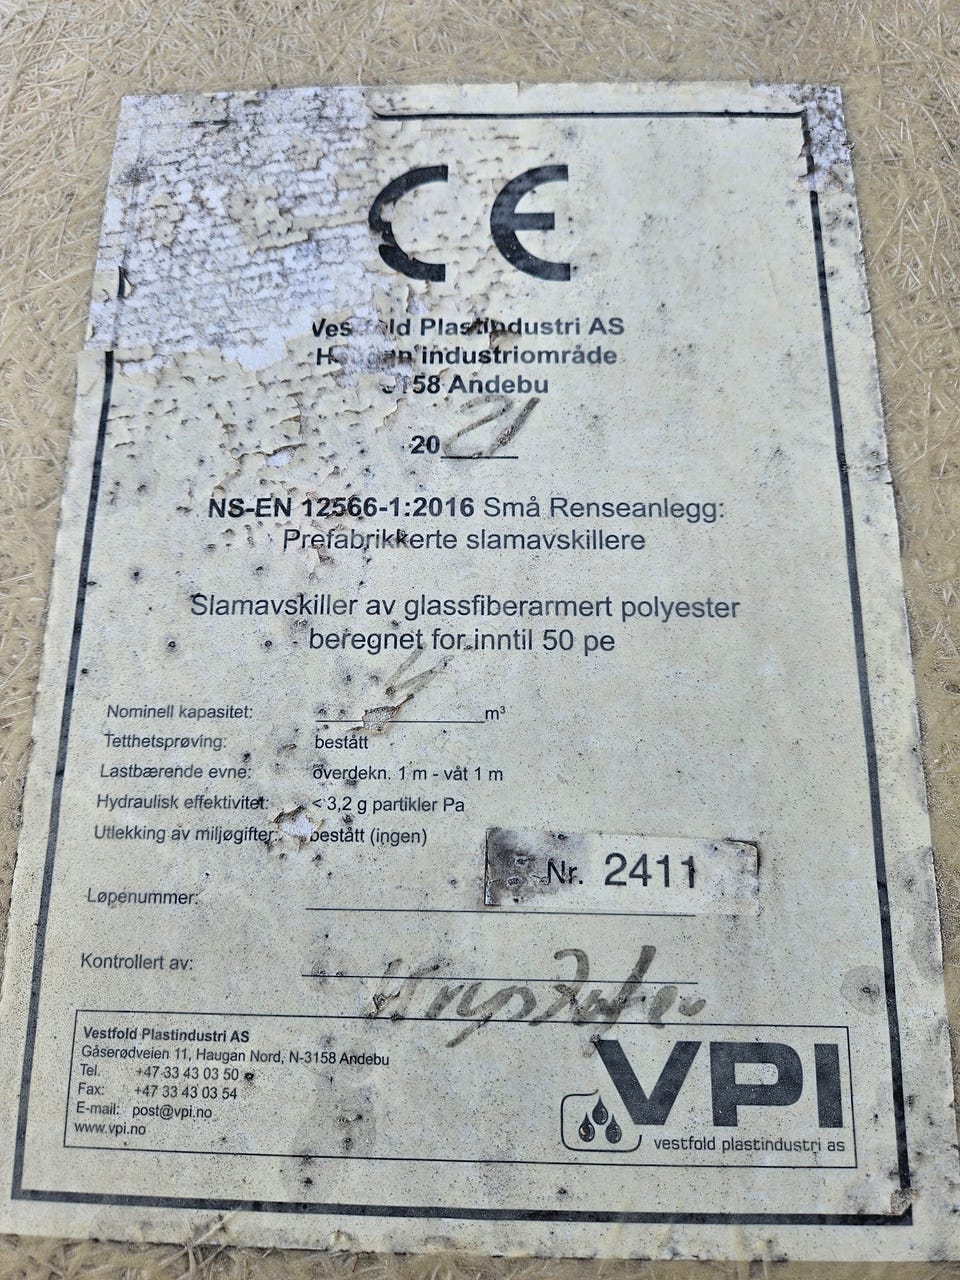 CE
Vestfold Plastindustri AS
Haugan industriområde
3158 Andebu
2021
NS-EN 12566-1:2016 Små Renseanlegg:
Prefabrikkerte slamavskillere
Slamavskiller av glassfiberarmert polyester
beregnet for inntil 50 pe
Nominell kapasitet: m³
Tetthetsprøving: bestått
Lastbærende evne: overdekn. 1 m - våt 1 m
Hydraulisk effektivitet: < 3,2 g partikler Pa
Utlekking av miljøgifter: bestått (ingen)
Løpenummer: Nr. 2411
Kontrollert av:
Vestfold Plastindustri AS
Gåserødveien 11, Haugan Nord, N-3158 Andebu
Tel. +47 33 43 03 50
Fax: +47 33 43 03 54
E-mail: post@vpi.no
www.vpi.no
VPI
vestfold plastindustri as